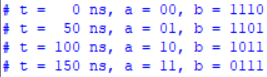 # t =   0 ns, a = 00, b = 1110
# t =  50 ns, a = 01, b = 1101
# t = 100 ns, a = 10, b = 1011
# t = 150 ns, a = 11, b = 0111